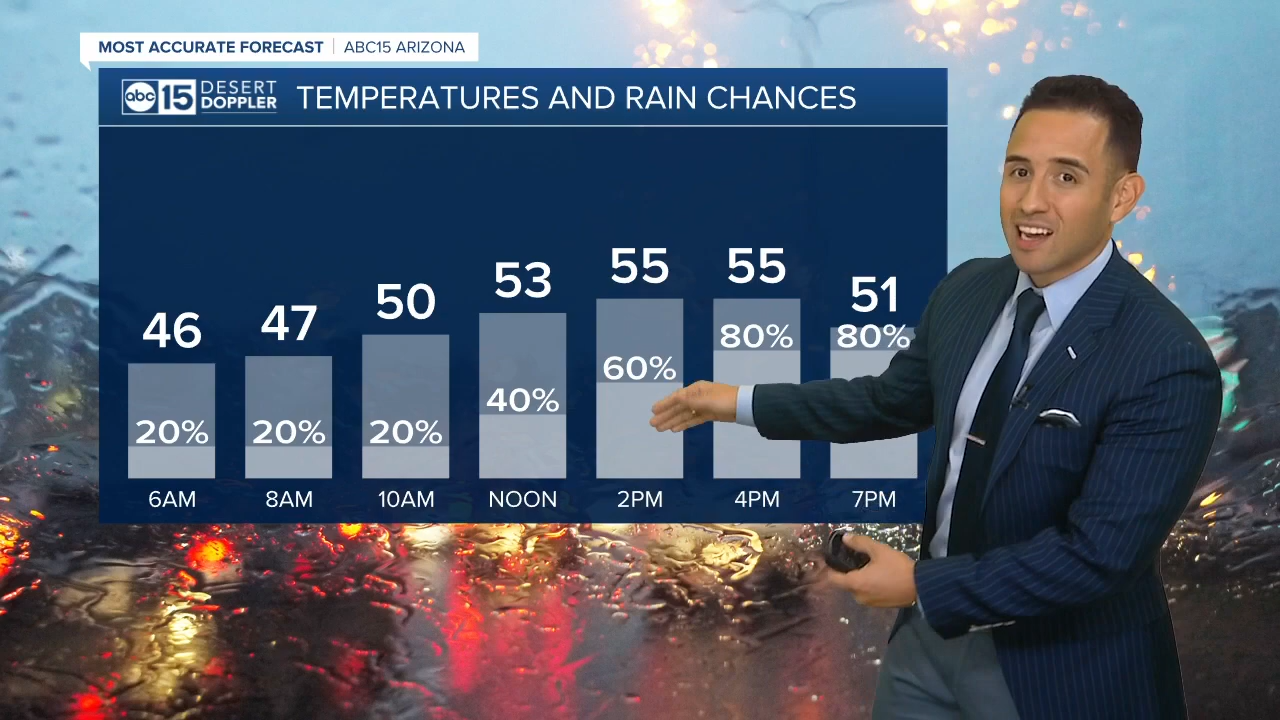 MOST ACCURATE FORECAST | ABC15 ARIZONA
abc 15 DESERT DOPPLER TEMPERATURES AND RAIN CHANCES
46 47 50 53 55 55 51
20% 20% 20% 40% 60% 80% 80%
6AM 8AM 10AM NOON 2PM 4PM 7PM